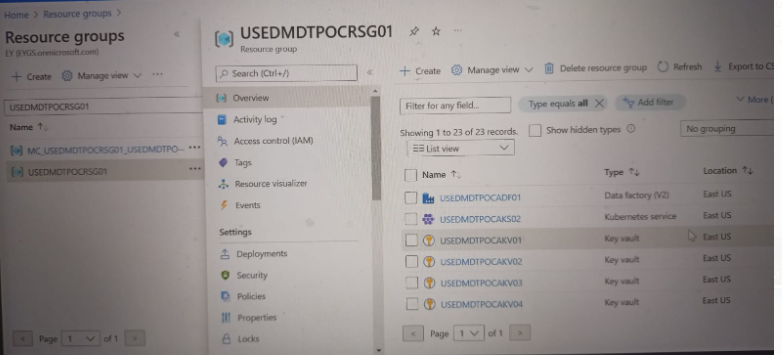 Home > Resource groups >
Resource groups
EY (EYGS.onmicrosoft.com)
+ Create Manage view ...
USEDMDTPOCRSG01
Name ↑
MC_USEDMDTPOCRSG01_USEDMDTPO... ...
USEDMDTPOCRSG01 ...
< Page 1 of 1 >
«
USEDMDTPOCRSG01 ...
Resource group
Search (Ctrl+/) «
Overview
Activity log
Access control (IAM)
Tags
Resource visualizer
Events
Settings
Deployments
Security
Policies
Properties
Locks
+ Create Manage view Delete resource group Refresh Export to CS
Filter for any field... Type equals all X Add filter More (
Showing 1 to 23 of 23 records. Show hidden types No grouping
List view
Name ↑↓ Type ↑↓ Location ↑↓
USEDMDTPOCADF01 Data factory (V2) East US
USEDMDTPOCAKS02 Kubernetes service East US
USEDMDTPOCAKV01 Key vault East US
USEDMDTPOCAKV02 Key vault East US
USEDMDTPOCAKV03 Key vault East US
USEDMDTPOCAKV04 Key vault East US
< Page 1 of 1 >